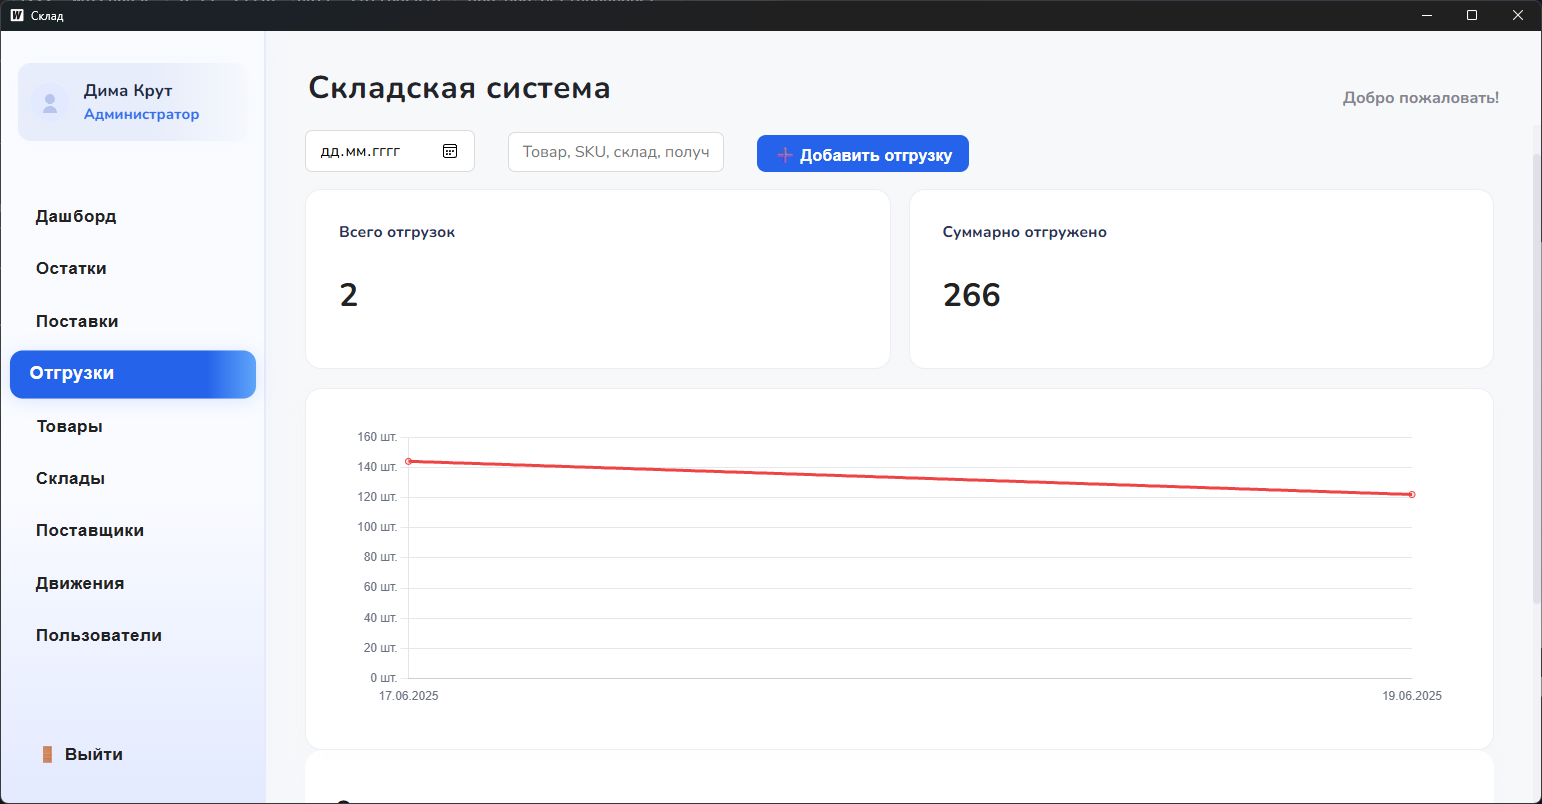 Склад
Дима Крут
Администратор
Дашборд
Остатки
Поставки
Отгрузки
Товары
Склады
Поставщики
Движения
Пользователи
Выйти
Складская система
Добро пожаловать!
дд.мм.гггг
Товар, SKU, склад, получ
Добавить отгрузку
Всего отгрузок
2
Суммарно отгружено
266
160 шт.
140 шт.
120 шт.
100 шт.
80 шт.
60 шт.
40 шт.
20 шт.
0 шт.
17.06.2025
19.06.2025